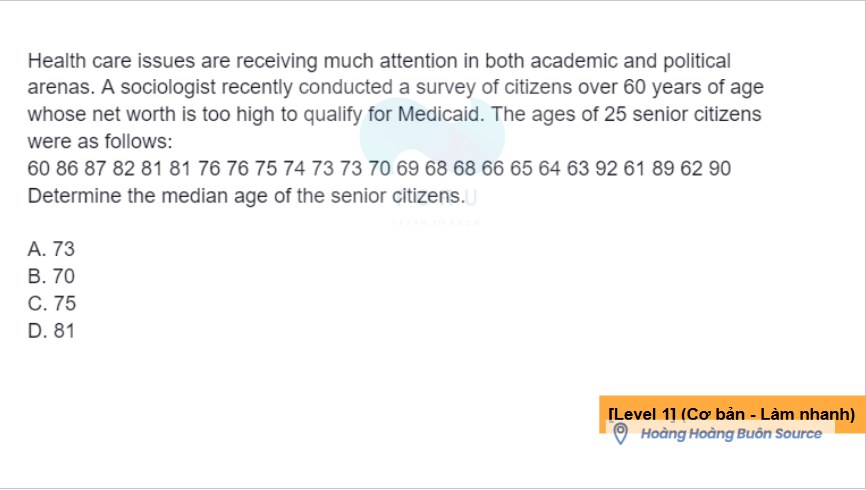 Health care issues are receiving much attention in both academic and political
arenas. A sociologist recently conducted a survey of citizens over 60 years of age
whose net worth is too high to qualify for Medicaid. The ages of 25 senior citizens
were as follows:
60 86 87 82 81 81 76 76 75 74 73 73 70 69 68 68 66 65 64 63 92 61 89 62 90
Determine the median age of the senior citizens.
A. 73
B. 70
C. 75
D. 81
[Level 1] (Cơ bản - Làm nhanh)
Hoàng Hoàng Buôn Source